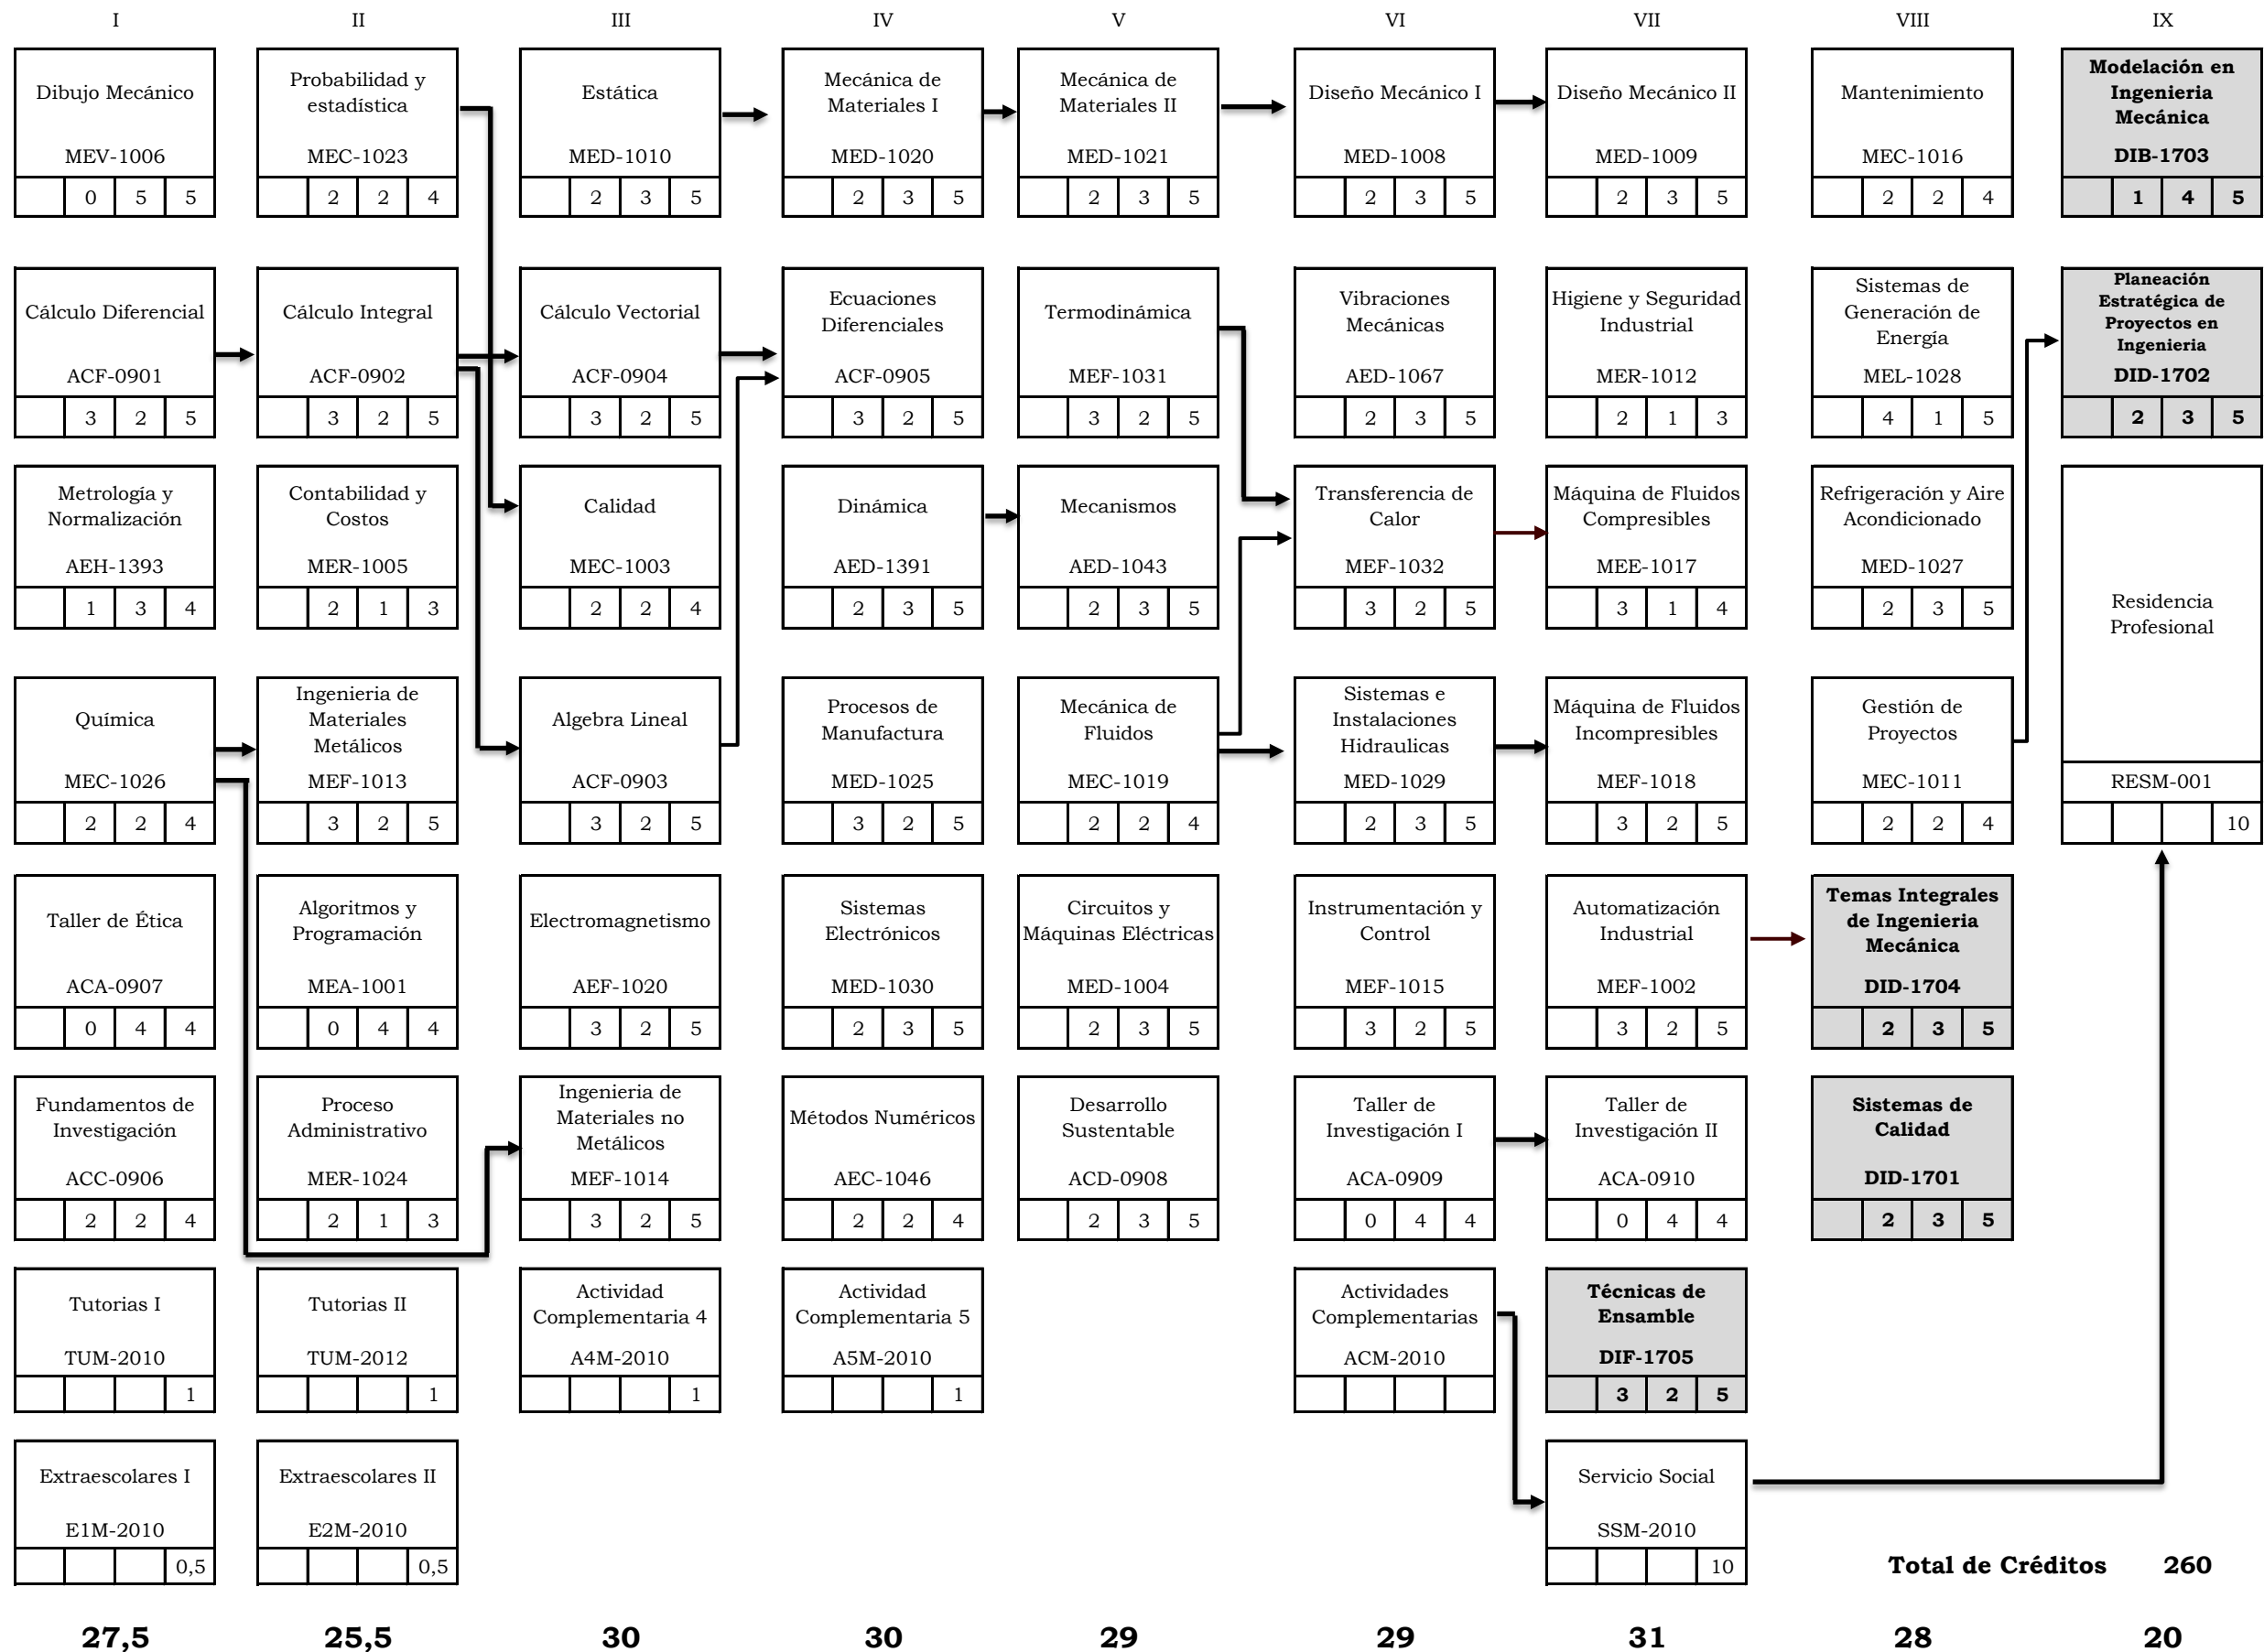 I II III IV V VI VII VIII IX
Dibujo Mecánico
MEV-1006
0 5 5
Probabilidad y
estadística
MEC-1023
2 2 4
Estática
MED-1010
2 3 5
Mecánica de
Materiales I
MED-1020
2 3 5
Mecánica de
Materiales II
MED-1021
2 3 5
Diseño Mecánico I
MED-1008
2 3 5
Diseño Mecánico II
MED-1009
2 3 5
Mantenimiento
MEC-1016
2 2 4
Modelación en
Ingenieria
Mecánica
DIB-1703
1 4 5
Cálculo Diferencial
ACF-0901
3 2 5
Cálculo Integral
ACF-0902
3 2 5
Cálculo Vectorial
ACF-0904
3 2 5
Ecuaciones
Diferenciales
ACF-0905
3 2 5
Termodinámica
MEF-1031
3 2 5
Vibraciones
Mecánicas
AED-1067
2 3 5
Higiene y Seguridad
Industrial
MER-1012
2 1 3
Sistemas de
Generación de
Energía
MEL-1028
4 1 5
Planeación
Estratégica de
Proyectos en
Ingenieria
DID-1702
2 3 5
Metrología y
Normalización
AEH-1393
1 3 4
Contabilidad y
Costos
MER-1005
2 1 3
Calidad
MEC-1003
2 2 4
Dinámica
AED-1391
2 3 5
Mecanismos
AED-1043
2 3 5
Transferencia de
Calor
MEF-1032
3 2 5
Máquina de Fluidos
Compresibles
MEE-1017
3 1 4
Refrigeración y Aire
Acondicionado
MED-1027
2 3 5
Residencia
Profesional
RESM-001
10
Química
MEC-1026
2 2 4
Ingenieria de
Materiales
Metálicos
MEF-1013
3 2 5
Algebra Lineal
ACF-0903
3 2 5
Procesos de
Manufactura
MED-1025
3 2 5
Mecánica de
Fluidos
MEC-1019
2 2 4
Sistemas e
Instalaciones
Hidraulicas
MED-1029
2 3 5
Máquina de Fluidos
Incompresibles
MEF-1018
3 2 5
Gestión de
Proyectos
MEC-1011
2 2 4
Taller de Ética
ACA-0907
0 4 4
Algoritmos y
Programación
MEA-1001
0 4 4
Electromagnetismo
AEF-1020
3 2 5
Sistemas
Electrónicos
MED-1030
2 3 5
Circuitos y
Máquinas Eléctricas
MED-1004
2 3 5
Instrumentación y
Control
MEF-1015
3 2 5
Automatización
Industrial
MEF-1002
3 2 5
Temas Integrales
de Ingenieria
Mecánica
DID-1704
2 3 5
Fundamentos de
Investigación
ACC-0906
2 2 4
Proceso
Administrativo
MER-1024
2 1 3
Ingenieria de
Materiales no
Metálicos
MEF-1014
3 2 5
Métodos Numéricos
AEC-1046
2 2 4
Desarrollo
Sustentable
ACD-0908
2 3 5
Taller de
Investigación I
ACA-0909
0 4 4
Taller de
Investigación II
ACA-0910
0 4 4
Sistemas de
Calidad
DID-1701
2 3 5
Tutorias I
TUM-2010
1
Tutorias II
TUM-2012
1
Actividad
Complementaria 4
A4M-2010
1
Actividad
Complementaria 5
A5M-2010
1
Actividades
Complementarias
ACM-2010
Técnicas de
Ensamble
DIF-1705
3 2 5
Extraescolares I
E1M-2010
0,5
Extraescolares II
E2M-2010
0,5
Servicio Social
SSM-2010
10
Total de Créditos 260
27,5 25,5 30 30 29 29 31 28 20